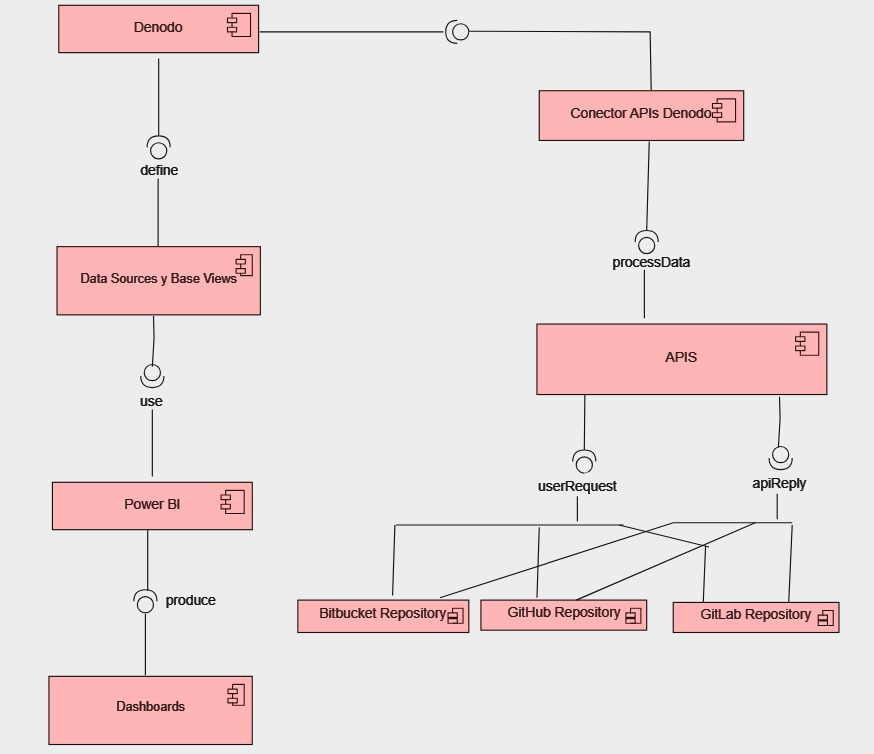 Denodo
Conector APIs Denodo
define
processData
Data Sources y Base Views
APIS
use
userRequest
apiReply
Power BI
produce
Bitbucket Repository
GitHub Repository
GitLab Repository
Dashboards